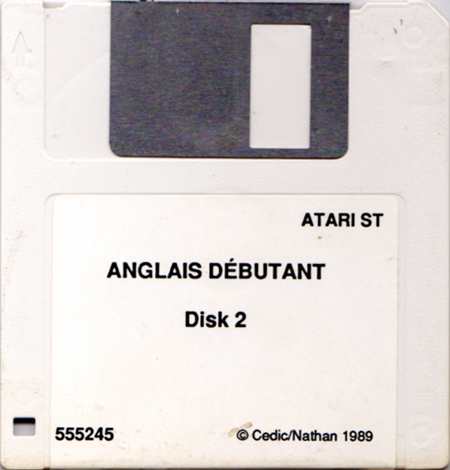 ATARI ST
ANGLAIS DÉBUTANT
Disk 2
555245
© Cedic/Nathan 1989